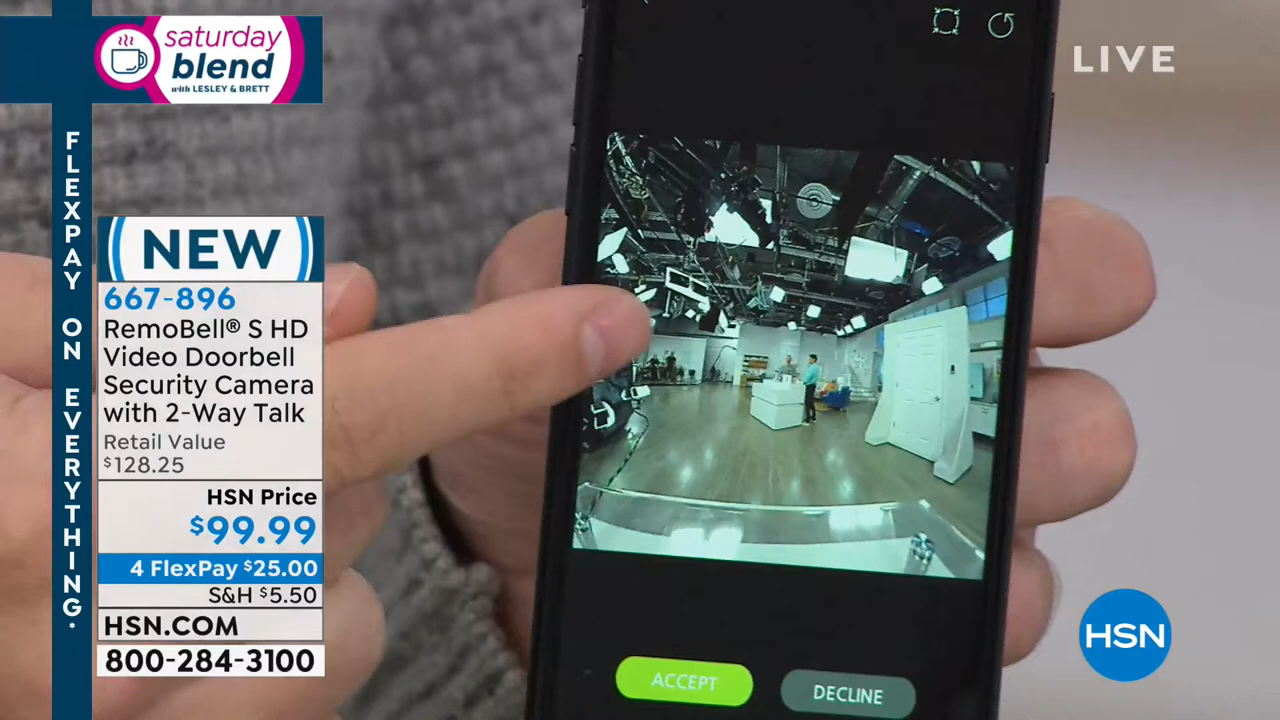 saturday
blend
with LESLEY & BRETT
LIVE
FLEXPAY ON EVERYTHING.*
NEW
667-896
RemoBell® S HD
Video Doorbell
Security Camera
with 2-Way Talk
Retail Value
$128.25
HSN Price
$99.99
4 FlexPay $25.00
S&H $5.50
HSN.COM
800-284-3100
ACCEPT
DECLINE
HSN